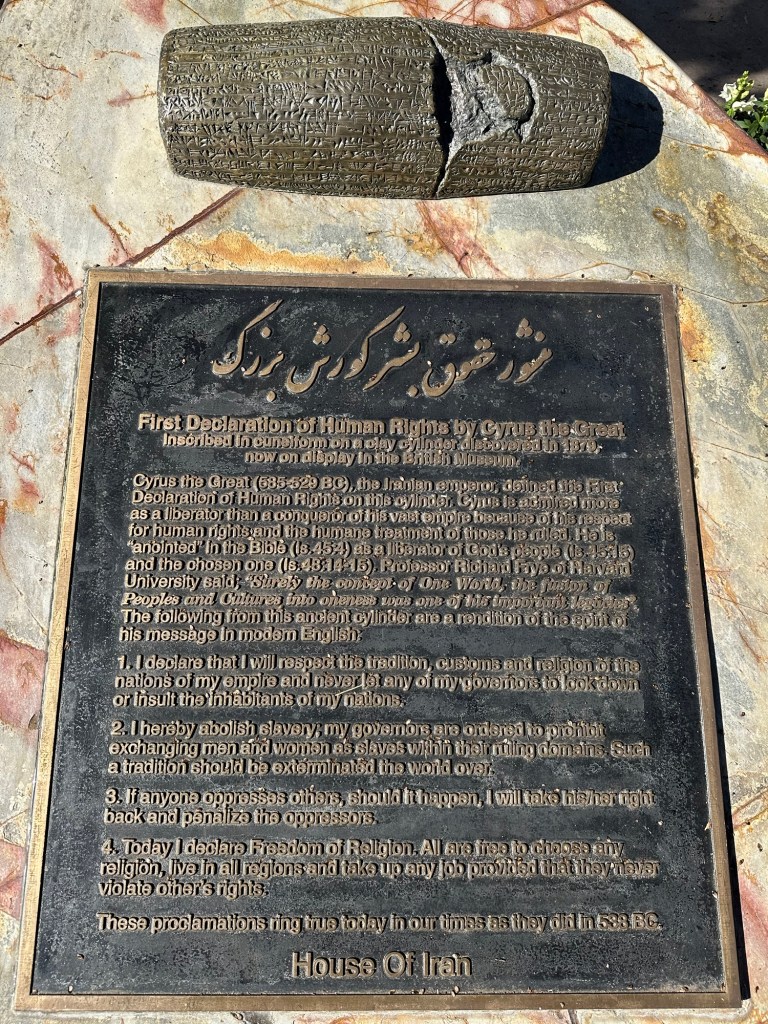 منشور حقوق بشر کورش بزرگ
First Declaration of Human Rights by Cyrus the Great
Inscribed in cuneiform on a clay cylinder discovered in 1879,
now on display in the British Museum.
Cyrus the Great (585-529 BC), the Iranian emperor, defined his First
Declaration of Human Rights on this cylinder. Cyrus is admired more
as a liberator than a conqueror of his vast empire because of his respect
for human rights and the humane treatment of those he ruled. He is
"anointed" in the Bible (Is.45:4) as a liberator of God's people (Is.45:15)
and the chosen one (Is.48:14-15). Professor Richard Frye of Harvard
University said; "Surely the concept of One World, the fusion of
Peoples and Cultures into oneness was one of his important legacies".
The following from this ancient cylinder are a rendition of the spirit of
his message in modern English:
1. I declare that I will respect the tradition, customs and religion of the
nations of my empire and never let any of my governors to look down
or insult the inhabitants of my nations.
2. I hereby abolish slavery; my governors are ordered to prohibit
exchanging men and women as slaves within their ruling domains. Such
a tradition should be exterminated the world over.
3. If anyone oppresses others, should it happen, I will take his/her right
back and penalize the oppressors.
4. Today I declare Freedom of Religion. All are free to choose any
religion, live in all regions and take up any job provided that they never
violate other's rights.
These proclamations ring true today in our times as they did in 538 BC.
House Of Iran